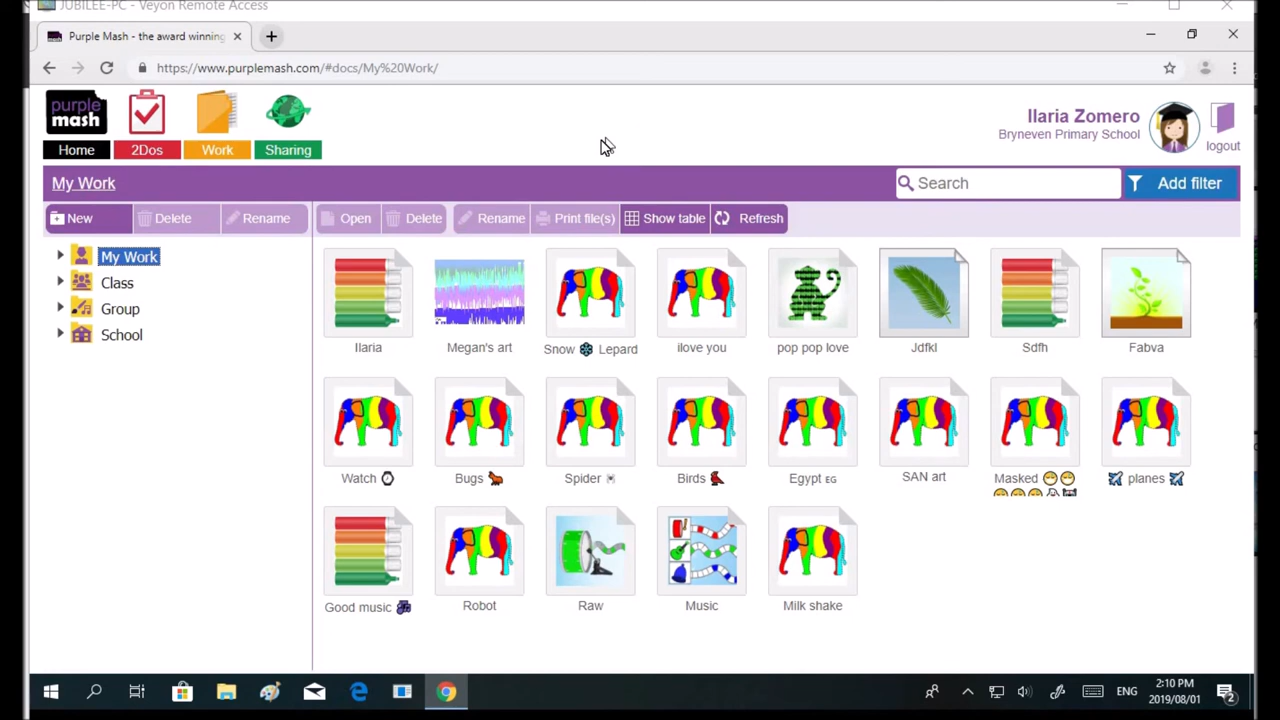 JUBILEE-PC - Veyon Remote Access
Purple Mash - the award winning
https://www.purplemash.com/#docs/My%20Work/
purple
mash
Home 2Dos Work Sharing
Ilaria Zomero
Bryneven Primary School
logout
My Work
Search
Add filter
New Delete Rename Open Delete Rename Print file(s) Show table Refresh
My Work
Class
Group
School
Ilaria Megan's art Snow ❄ Lepard ilove you pop pop love Jdfkl Sdfh Fabva
Watch ⌚ Bugs 🐛 Spider 🕷 Birds 🐦 Egypt EG SAN art Masked 😷😷 ✈ planes ✈
Good music 🎶 Robot Raw Music Milk shake
ENG
2:10 PM
2019/08/01
2